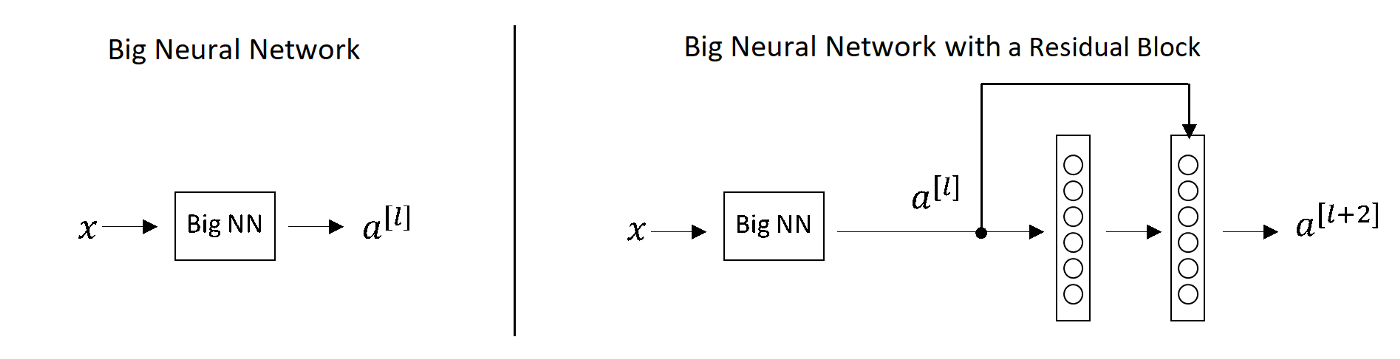 Big Neural Network
x
Big NN
a[l]
Big Neural Network with a Residual Block
x
Big NN
a[l]
a[l+2]